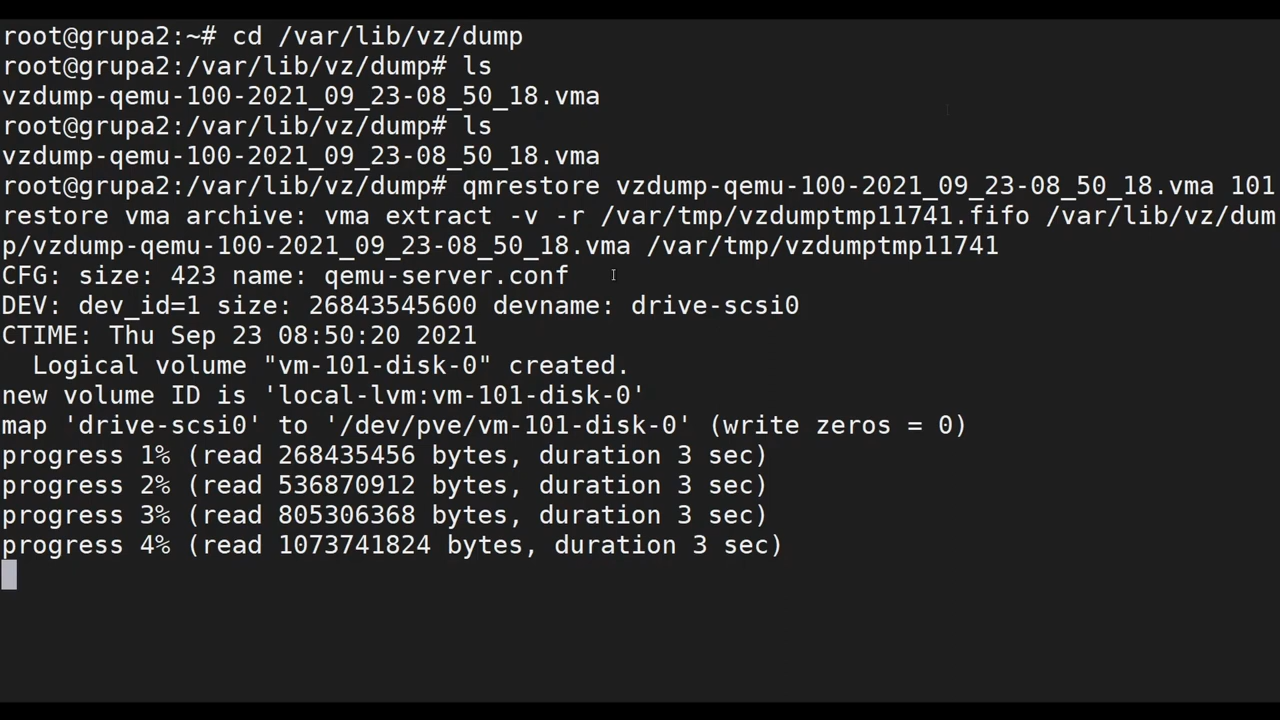 root@grupa2:~# cd /var/lib/vz/dump
root@grupa2:/var/lib/vz/dump# ls
vzdump-qemu-100-2021_09_23-08_50_18.vma
root@grupa2:/var/lib/vz/dump# ls
vzdump-qemu-100-2021_09_23-08_50_18.vma
root@grupa2:/var/lib/vz/dump# qmrestore vzdump-qemu-100-2021_09_23-08_50_18.vma 101
restore vma archive: vma extract -v -r /var/tmp/vzdumptmp11741.fifo /var/lib/vz/dum
p/vzdump-qemu-100-2021_09_23-08_50_18.vma /var/tmp/vzdumptmp11741
CFG: size: 423 name: qemu-server.conf
DEV: dev_id=1 size: 26843545600 devname: drive-scsi0
CTIME: Thu Sep 23 08:50:20 2021
  Logical volume "vm-101-disk-0" created.
new volume ID is 'local-lvm:vm-101-disk-0'
map 'drive-scsi0' to '/dev/pve/vm-101-disk-0' (write zeros = 0)
progress 1% (read 268435456 bytes, duration 3 sec)
progress 2% (read 536870912 bytes, duration 3 sec)
progress 3% (read 805306368 bytes, duration 3 sec)
progress 4% (read 1073741824 bytes, duration 3 sec)